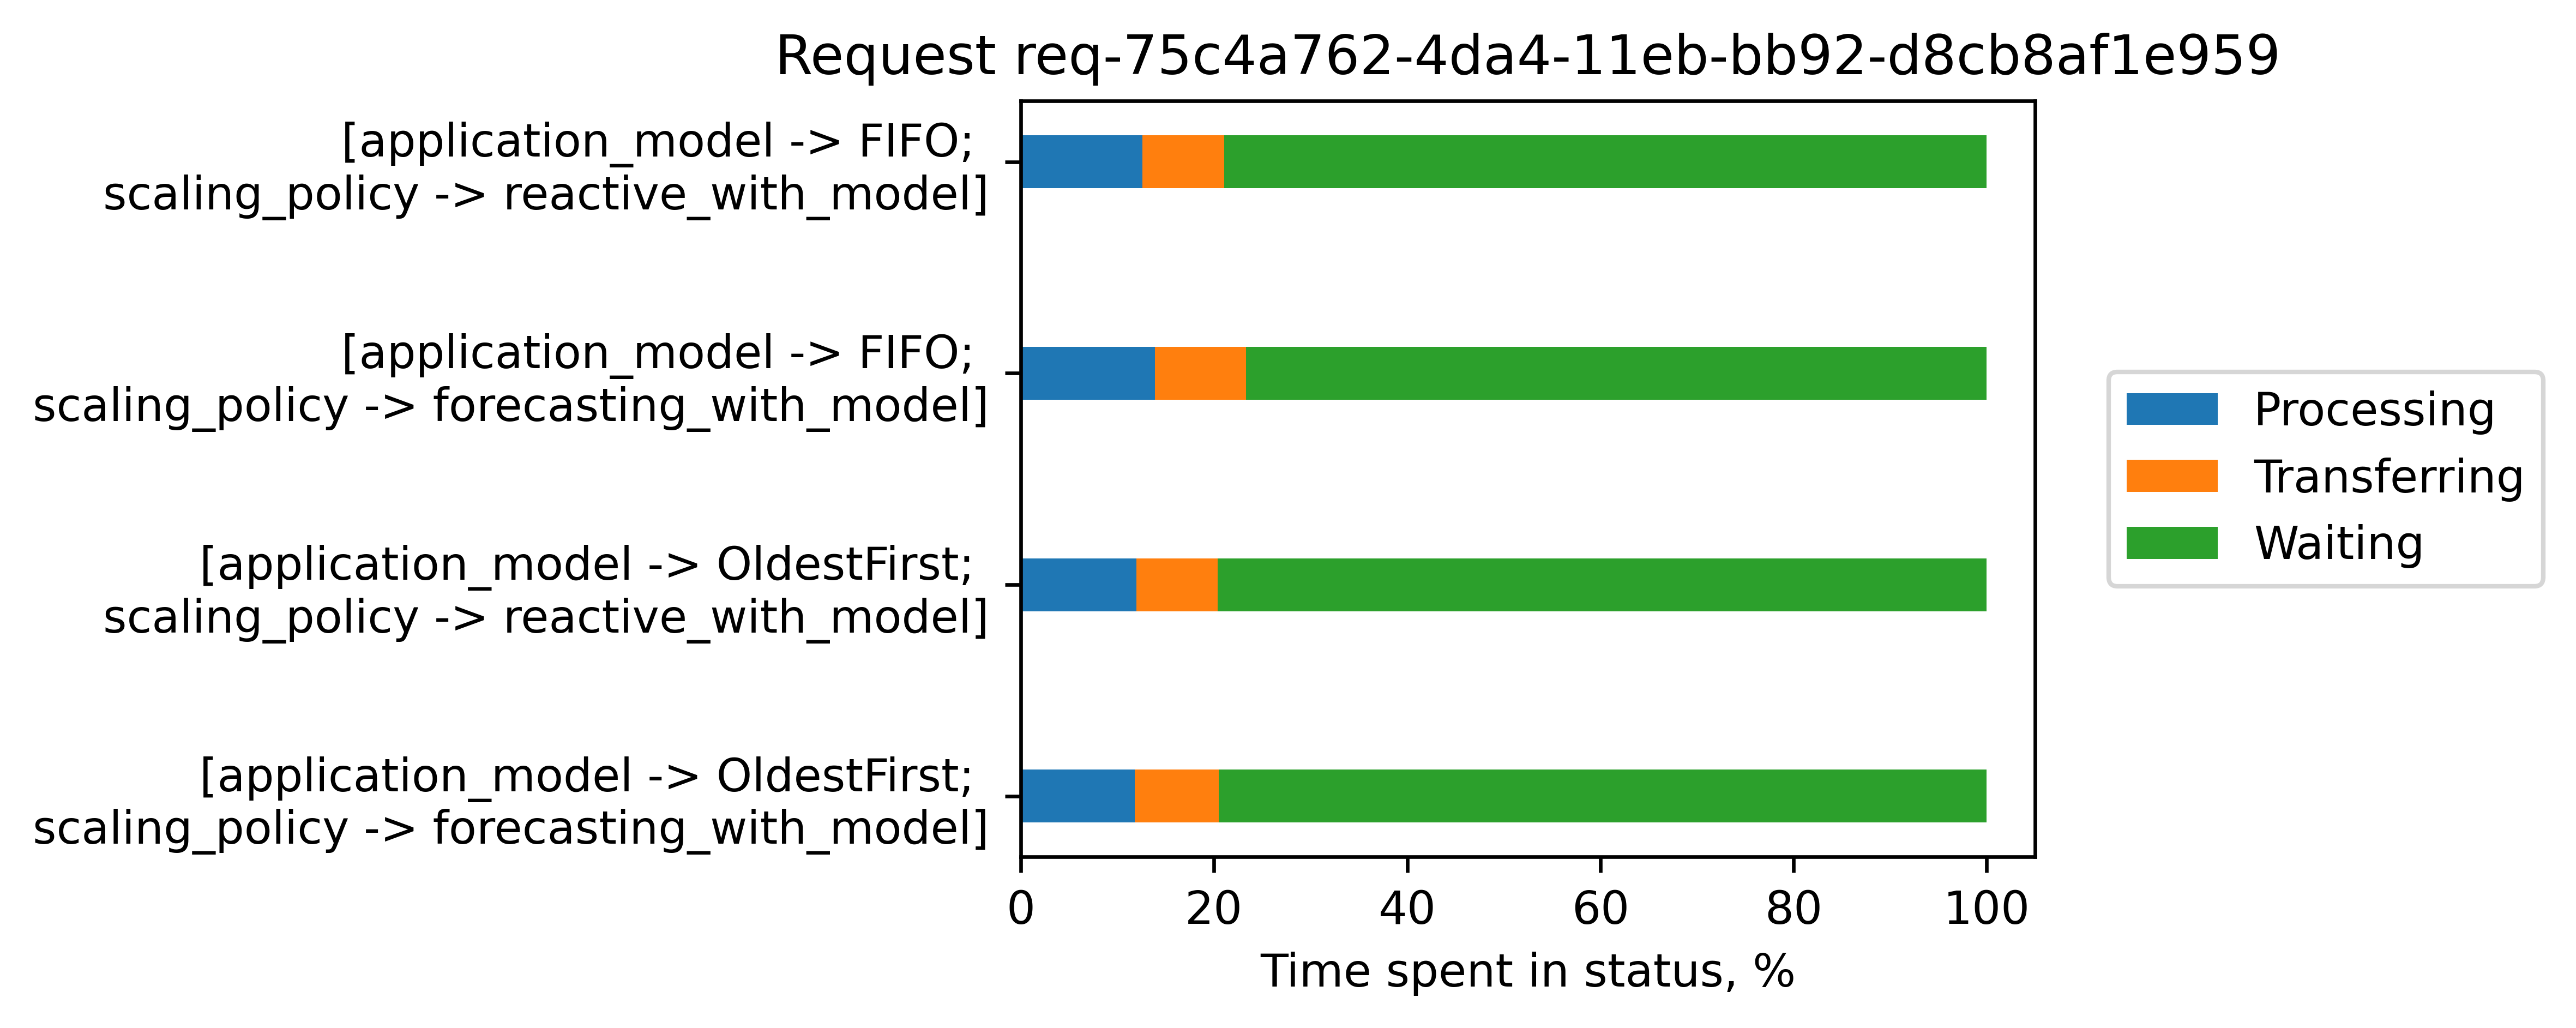 Request req-75c4a762-4da4-11eb-bb92-d8cb8af1e959
[application_model -> FIFO;
scaling_policy -> reactive_with_model]
[application_model -> FIFO;
scaling_policy -> forecasting_with_model]
[application_model -> OldestFirst;
scaling_policy -> reactive_with_model]
[application_model -> OldestFirst;
scaling_policy -> forecasting_with_model]
0 20 40 60 80 100
Time spent in status, %
Processing
Transferring
Waiting